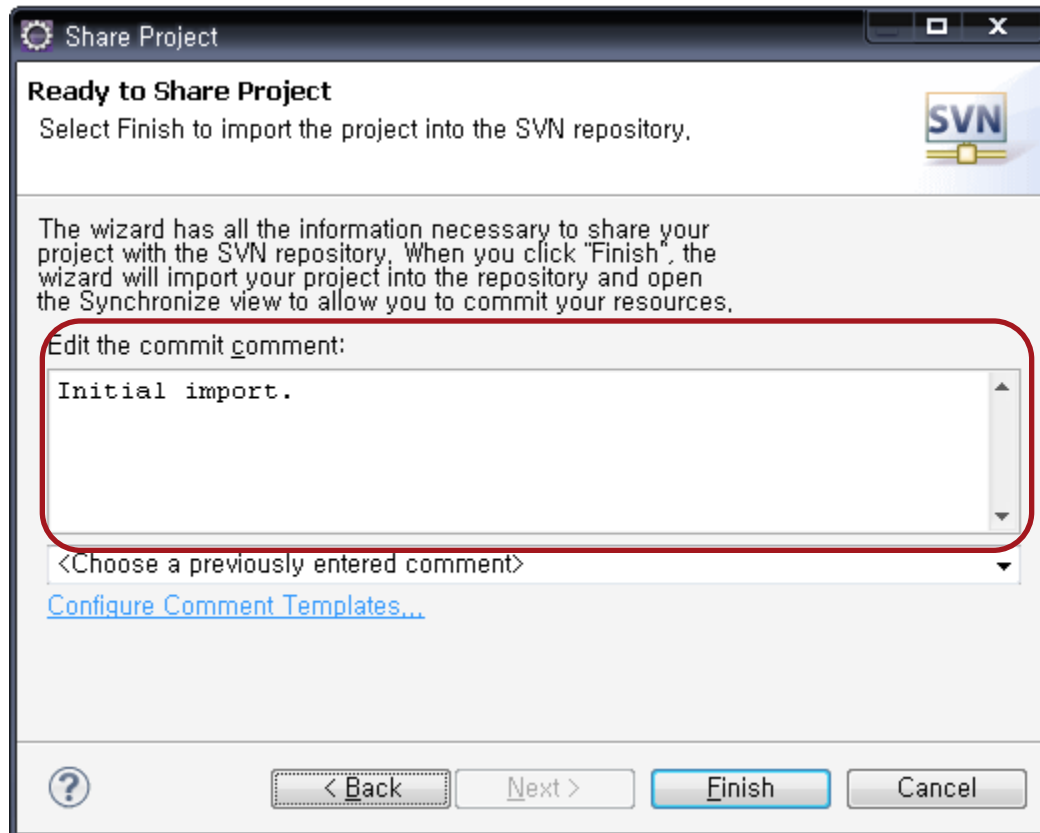 Share Project
Ready to Share Project
Select Finish to import the project into the SVN repository.
SVN
The wizard has all the information necessary to share your
project with the SVN repository. When you click "Finish", the
wizard will import your project into the repository and open
the Synchronize view to allow you to commit your resources.
Edit the commit comment:
Initial import.
<Choose a previously entered comment>
Configure Comment Templates...
? < Back Next > Finish Cancel